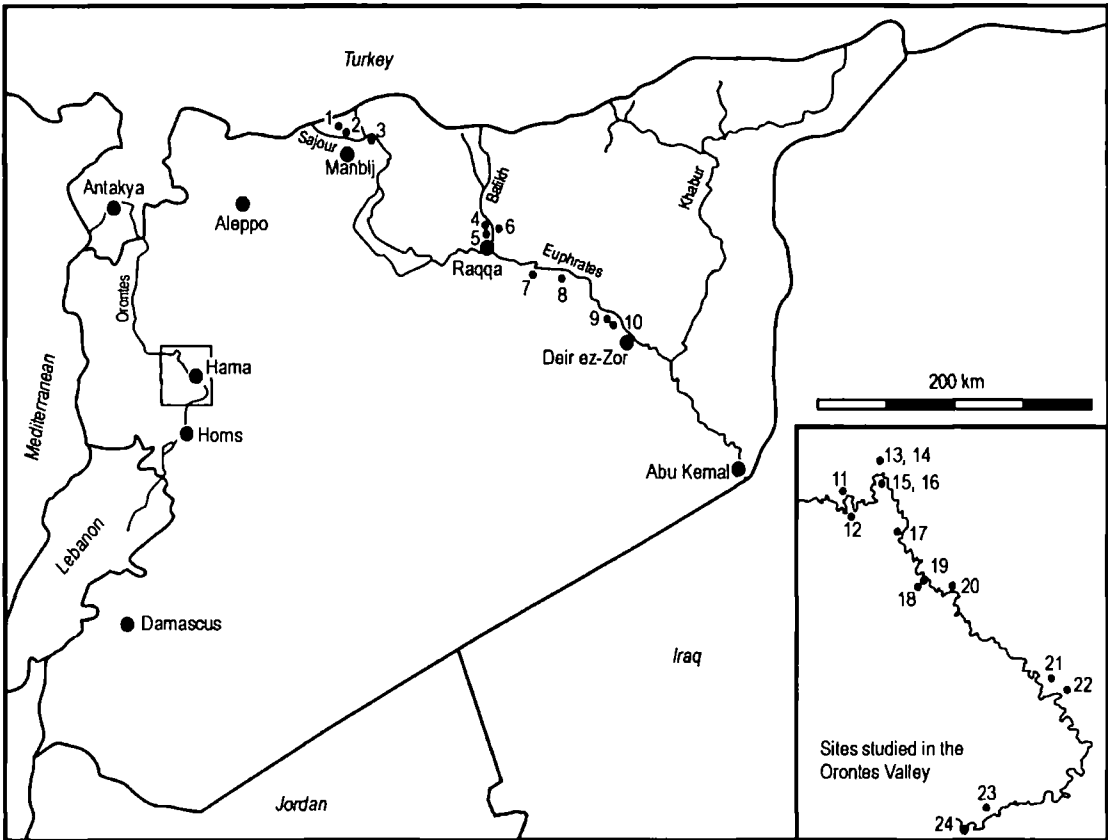 Turkey
1
2
3
Sajour
Manblj
Antakya
Aleppo
Balikh
Khabur
4
5
6
Raqqa
Euphrates
7
8
Orontes
9
10
Deir ez-Zor
Hama
Mediterranean
200 km
Homs
Abu Kemal
Lebanon
Damascus
Iraq
Jordan
13, 14
11
15, 16
12
17
19
18
20
21
22
Sites studied in the
Orontes Valley
23
24